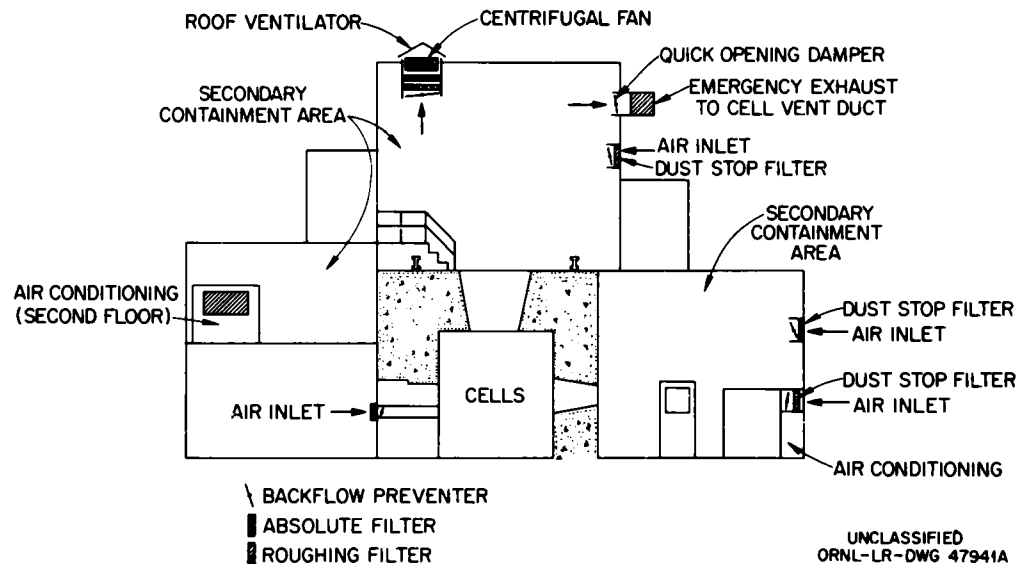 ROOF VENTILATOR
CENTRIFUGAL FAN
QUICK OPENING DAMPER
EMERGENCY EXHAUST
TO CELL VENT DUCT
SECONDARY
CONTAINMENT AREA
AIR INLET
DUST STOP FILTER
SECONDARY
CONTAINMENT
AREA
AIR CONDITIONING
(SECOND FLOOR)
DUST STOP FILTER
AIR INLET
DUST STOP FILTER
AIR INLET
CELLS
AIR INLET
AIR CONDITIONING
BACKFLOW PREVENTER
ABSOLUTE FILTER
ROUGHING FILTER
UNCLASSIFIED
ORNL-LR-DWG 47941A